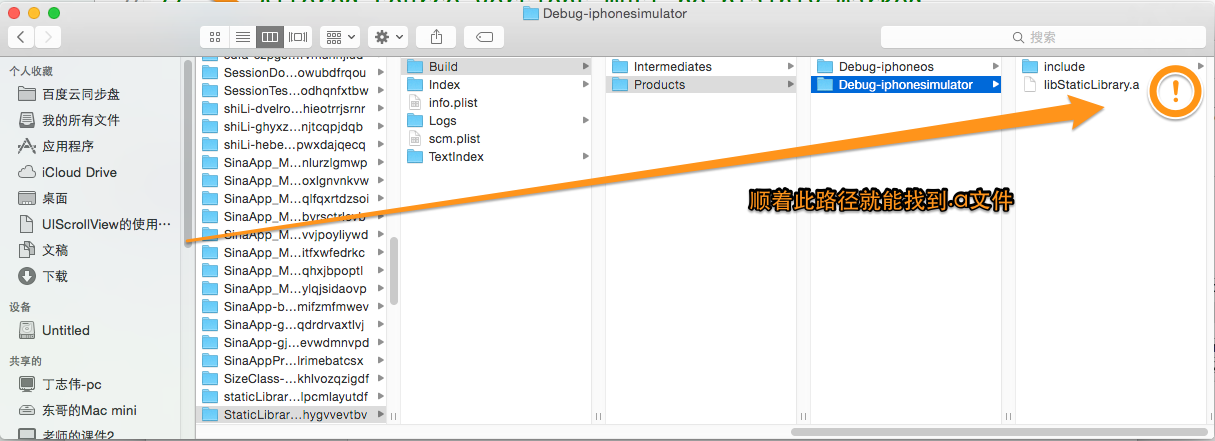 Debug-iphonesimulator
搜索
个人收藏
百度云同步盘
我的所有文件
应用程序
iCloud Drive
桌面
UIScrollView的使用…
文稿
下载
设备
Untitled
共享的
丁志伟-pc
东哥的Mac mini
老师的课件2
SessionDo...owubdfrqou
SessionTes...odhqnfxtbw
shiLi-dvelro...hieotrrjsrnr
shiLi-ghyxz...njtcqpjdqb
shiLi-hebe...pwxdajqecq
SinaApp_M...nlurzlgmwp
SinaApp_M...oxlgnvnkvw
SinaApp_M...qlfqxrtdzsoi
SinaApp_M...vvjpoyliywd
SinaApp_M...itfxwfedrkc
SinaApp_M...qhxjbpoptl
SinaApp_M...ylqjsidaovp
SinaApp-b...mifzmfmwev
SinaApp-g...qdrdrvaxtlvj
SinaApp-gj...evwdmnvpd
SinaAppPr...lrimebatcsx
SizeClass-...khlvozqzigdf
staticLibrar...lpcmlayutdf
StaticLibrar...hygvvevtbv
Build
Index
info.plist
Logs
scm.plist
TextIndex
Intermediates
Products
Debug-iphoneos
Debug-iphonesimulator
include
libStaticLibrary.a
!
顺着此路径就能找到.a文件